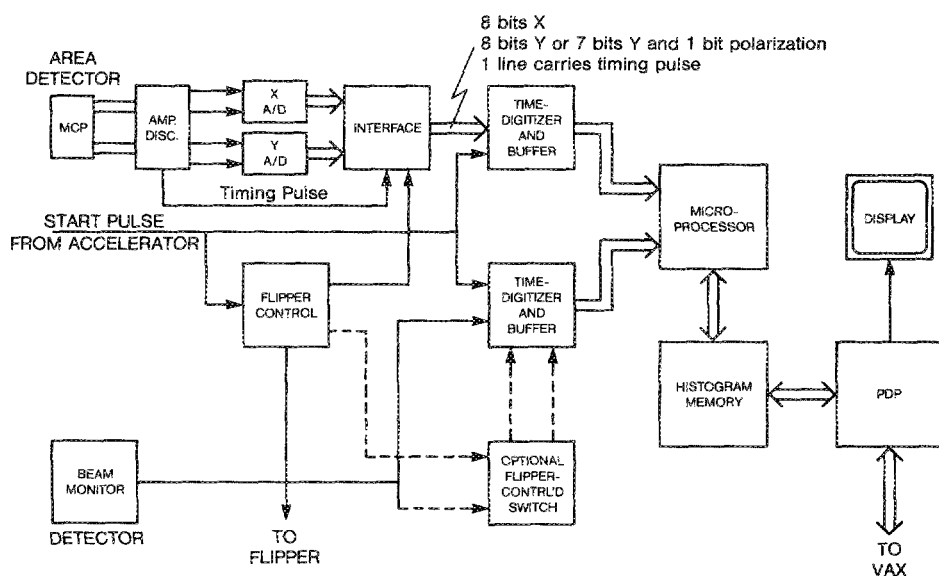 8 bits X
8 bits Y or 7 bits Y and 1 bit polarization
1 line carries timing pulse
AREA
DETECTOR
MCP
AMP.
DISC.
X
A/D
Y
A/D
INTERFACE
TIME-
DIGITIZER
AND
BUFFER
Timing Pulse
START PULSE
FROM ACCELERATOR
MICRO-
PROCESSOR
DISPLAY
FLIPPER
CONTROL
TIME-
DIGITIZER
AND
BUFFER
HISTOGRAM
MEMORY
PDP
BEAM
MONITOR
DETECTOR
OPTIONAL
FLIPPER-
CONTRL'D
SWITCH
TO
FLIPPER
TO
VAX